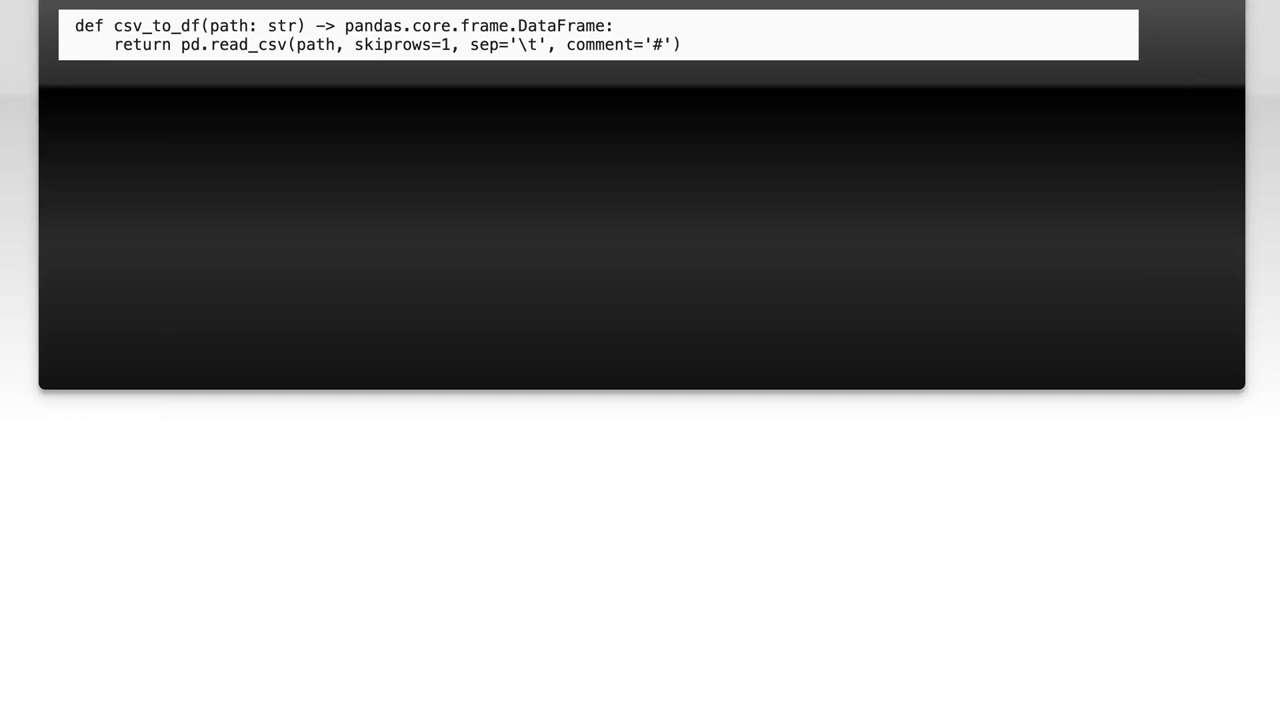 def csv_to_df(path: str) -> pandas.core.frame.DataFrame:
    return pd.read_csv(path, skiprows=1, sep='\t', comment='#')